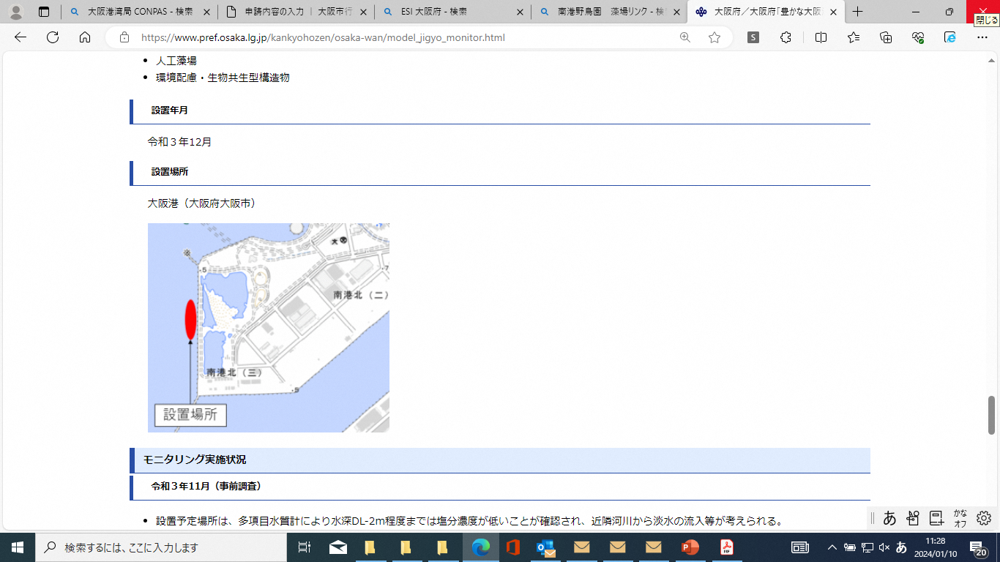 大阪港湾局 CONPAS - 検索
申請内容の入力 | 大阪市行
ESI 大阪府 - 検索
南港野鳥園 藻場リンク - 検
大阪府／大阪府「豊かな大阪
閉じる
https://www.pref.osaka.lg.jp/kankyohozen/osaka-wan/model_jigyo_monitor.html
人工藻場
環境配慮・生物共生型構造物
設置年月
令和３年12月
設置場所
大阪港（大阪府大阪市）
南港北（二）
南港北（三）
設置場所
モニタリング実施状況
令和３年11月（事前調査）
設置予定場所は、多項目水質計により水深DL-2m程度までは塩分濃度が低いことが確認され、近隣河川から淡水の流入等が考えられる。
あ
かな
オフ
検索するには、ここに入力します
あ
11:28
2024/01/10
20